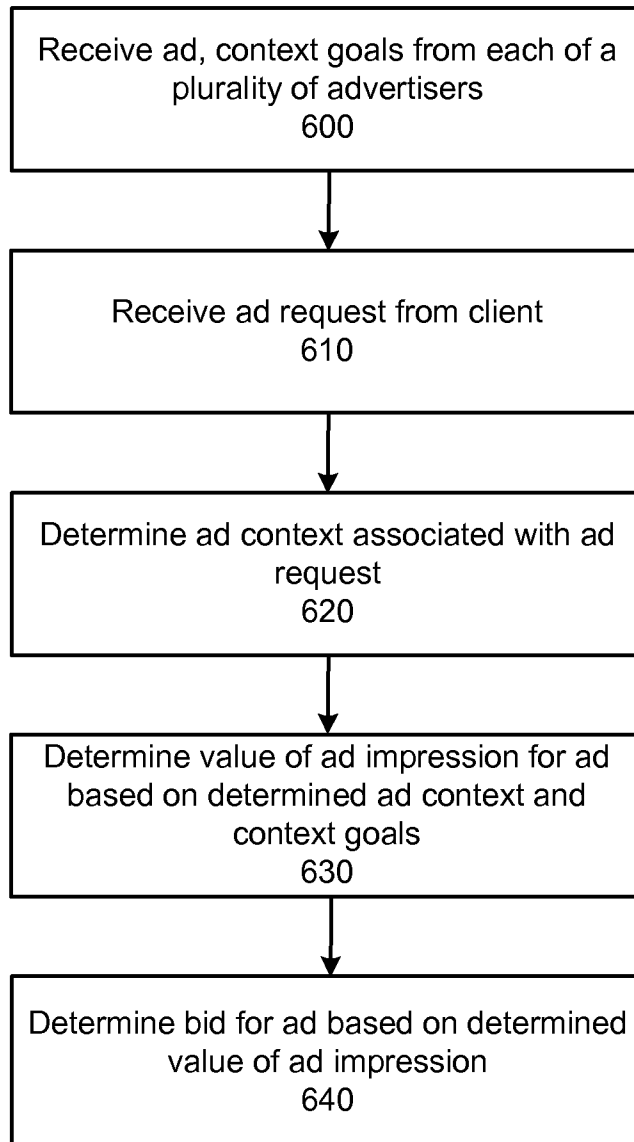 Receive ad, context goals from each of a
plurality of advertisers
600
Receive ad request from client
610
Determine ad context associated with ad
request
620
Determine value of ad impression for ad
based on determined ad context and
context goals
630
Determine bid for ad based on determined
value of ad impression
640